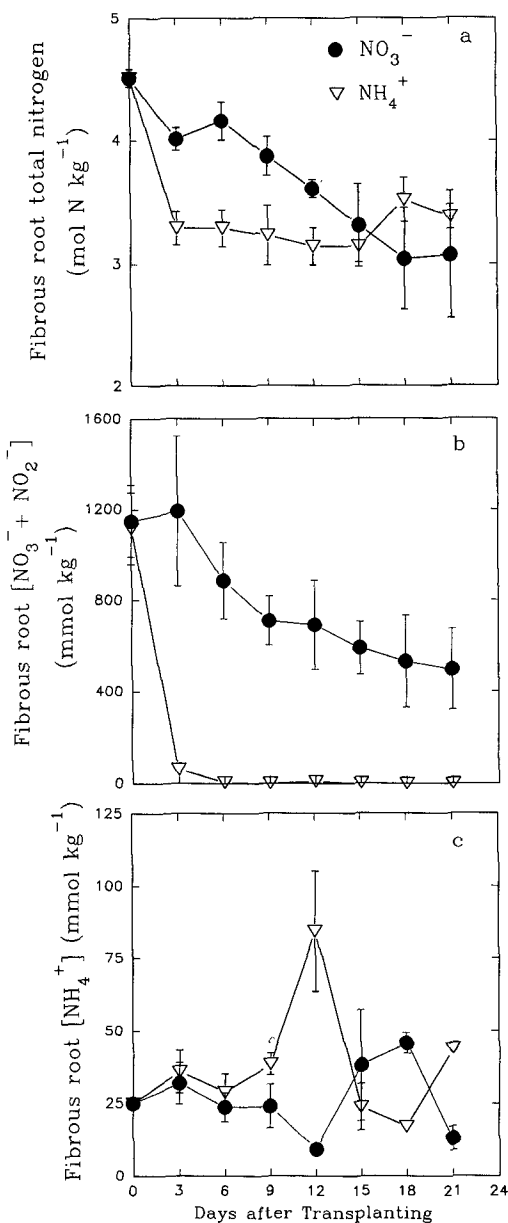 5
4
3
2
a
NO₃⁻
NH₄⁺
Fibrous root total nitrogen
(mol N kg⁻¹)
1600
1200
800
400
0
b
Fibrous root [NO₃⁻ + NO₂⁻]
(mmol kg⁻¹)
125
100
75
50
25
0
c
Fibrous root [NH₄⁺] (mmol kg⁻¹)
0 3 6 9 12 15 18 21 24
Days after Transplanting